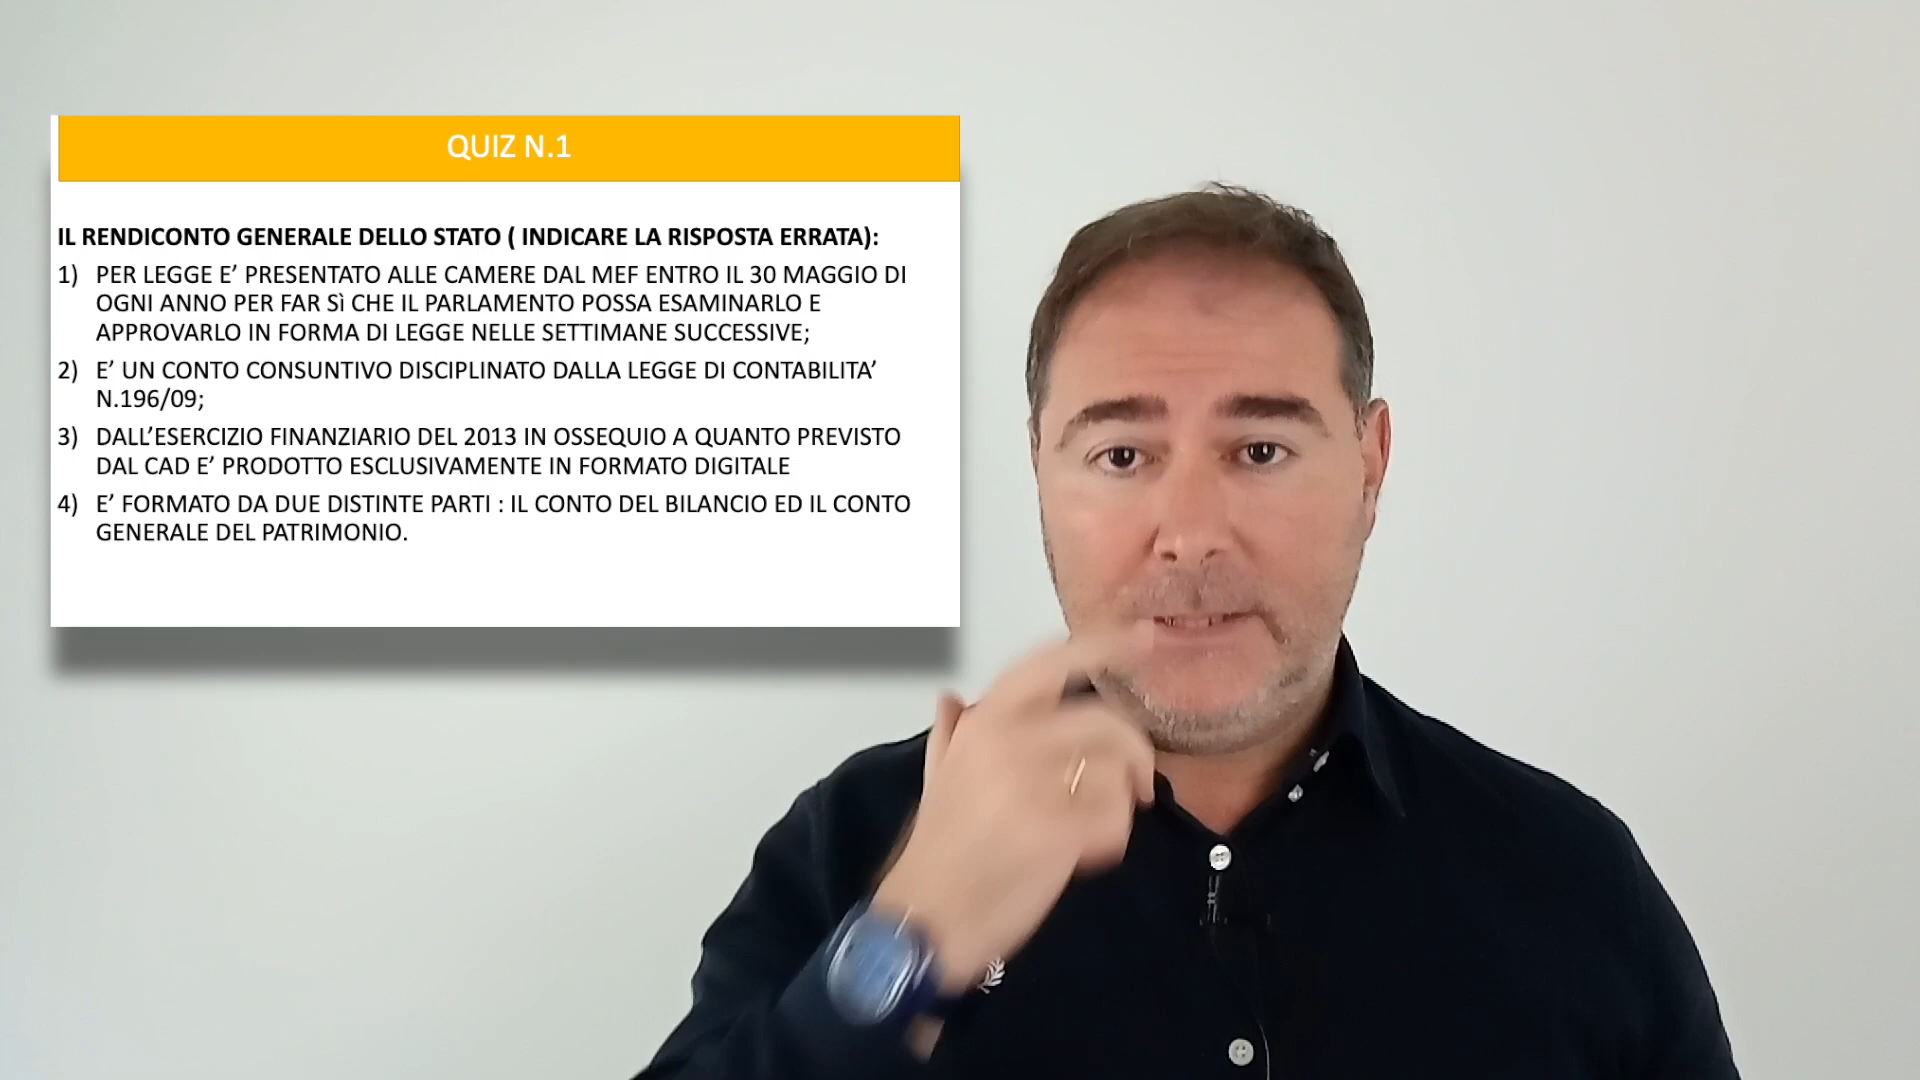 QUIZ N.1
IL RENDICONTO GENERALE DELLO STATO ( INDICARE LA RISPOSTA ERRATA):
1) PER LEGGE E’ PRESENTATO ALLE CAMERE DAL MEF ENTRO IL 30 MAGGIO DI
OGNI ANNO PER FAR Sì CHE IL PARLAMENTO POSSA ESAMINARLO E
APPROVARLO IN FORMA DI LEGGE NELLE SETTIMANE SUCCESSIVE;
2) E’ UN CONTO CONSUNTIVO DISCIPLINATO DALLA LEGGE DI CONTABILITA’
N.196/09;
3) DALL’ESERCIZIO FINANZIARIO DEL 2013 IN OSSEQUIO A QUANTO PREVISTO
DAL CAD E’ PRODOTTO ESCLUSIVAMENTE IN FORMATO DIGITALE
4) E’ FORMATO DA DUE DISTINTE PARTI : IL CONTO DEL BILANCIO ED IL CONTO
GENERALE DEL PATRIMONIO.